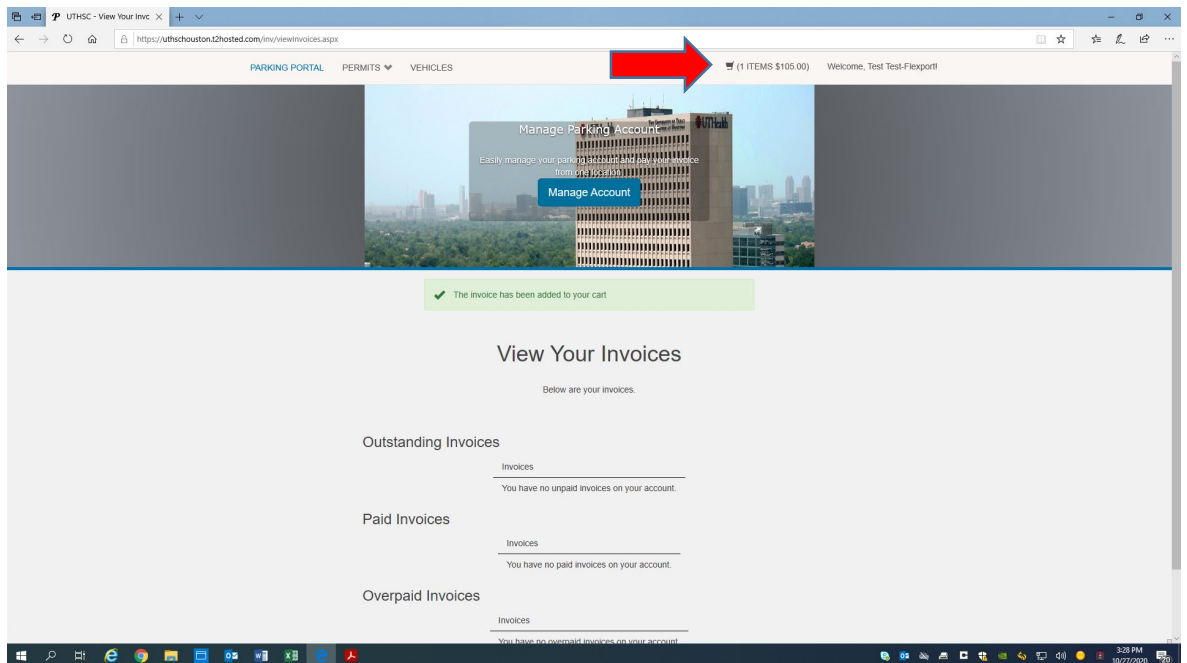 UTHSC - View Your Invc
https://uthschouston.t2hosted.com/inv/viewInvoices.aspx
PARKING PORTAL PERMITS VEHICLES (1 ITEMS $105.00) Welcome, Test Test-Flexport!
UTHealth
Manage Parking Account
Easily manage your parking account and pay your invoice
from one location
Manage Account
The invoice has been added to your cart
View Your Invoices
Below are your invoices.
Outstanding Invoices
Invoices
You have no unpaid invoices on your account.
Paid Invoices
Invoices
You have no paid invoices on your account.
Overpaid Invoices
Invoices
You have no overpaid invoices on your account.
3:28 PM
10/27/2020
20